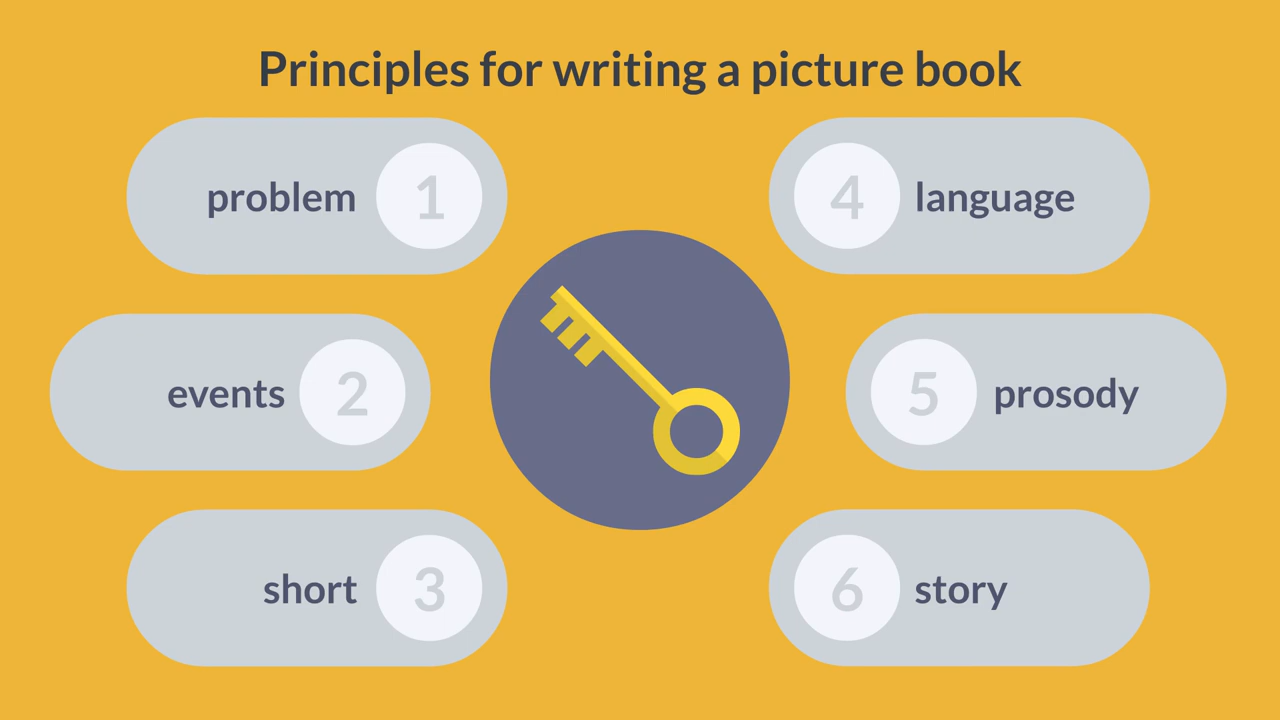 Principles for writing a picture book
problem 1
events 2
short 3
4 language
5 prosody
6 story